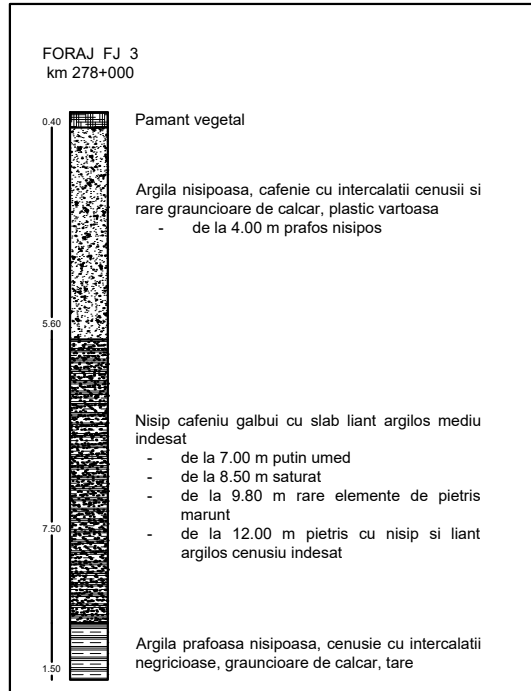 FORAJ FJ 3
km 278+000
0.40
Pamant vegetal
Argila nisipoasa, cafenie cu intercalatii cenusii si
rare grauncioare de calcar, plastic vartoasa
- de la 4.00 m prafos nisipos
5.60
Nisip cafeniu galbui cu slab liant argilos mediu
indesat
- de la 7.00 m putin umed
- de la 8.50 m saturat
- de la 9.80 m rare elemente de pietris
marunt
7.50
- de la 12.00 m pietris cu nisip si liant
argilos cenusiu indesat
Argila prafoasa nisipoasa, cenusie cu intercalatii
negricioase, grauncioare de calcar, tare
1.50